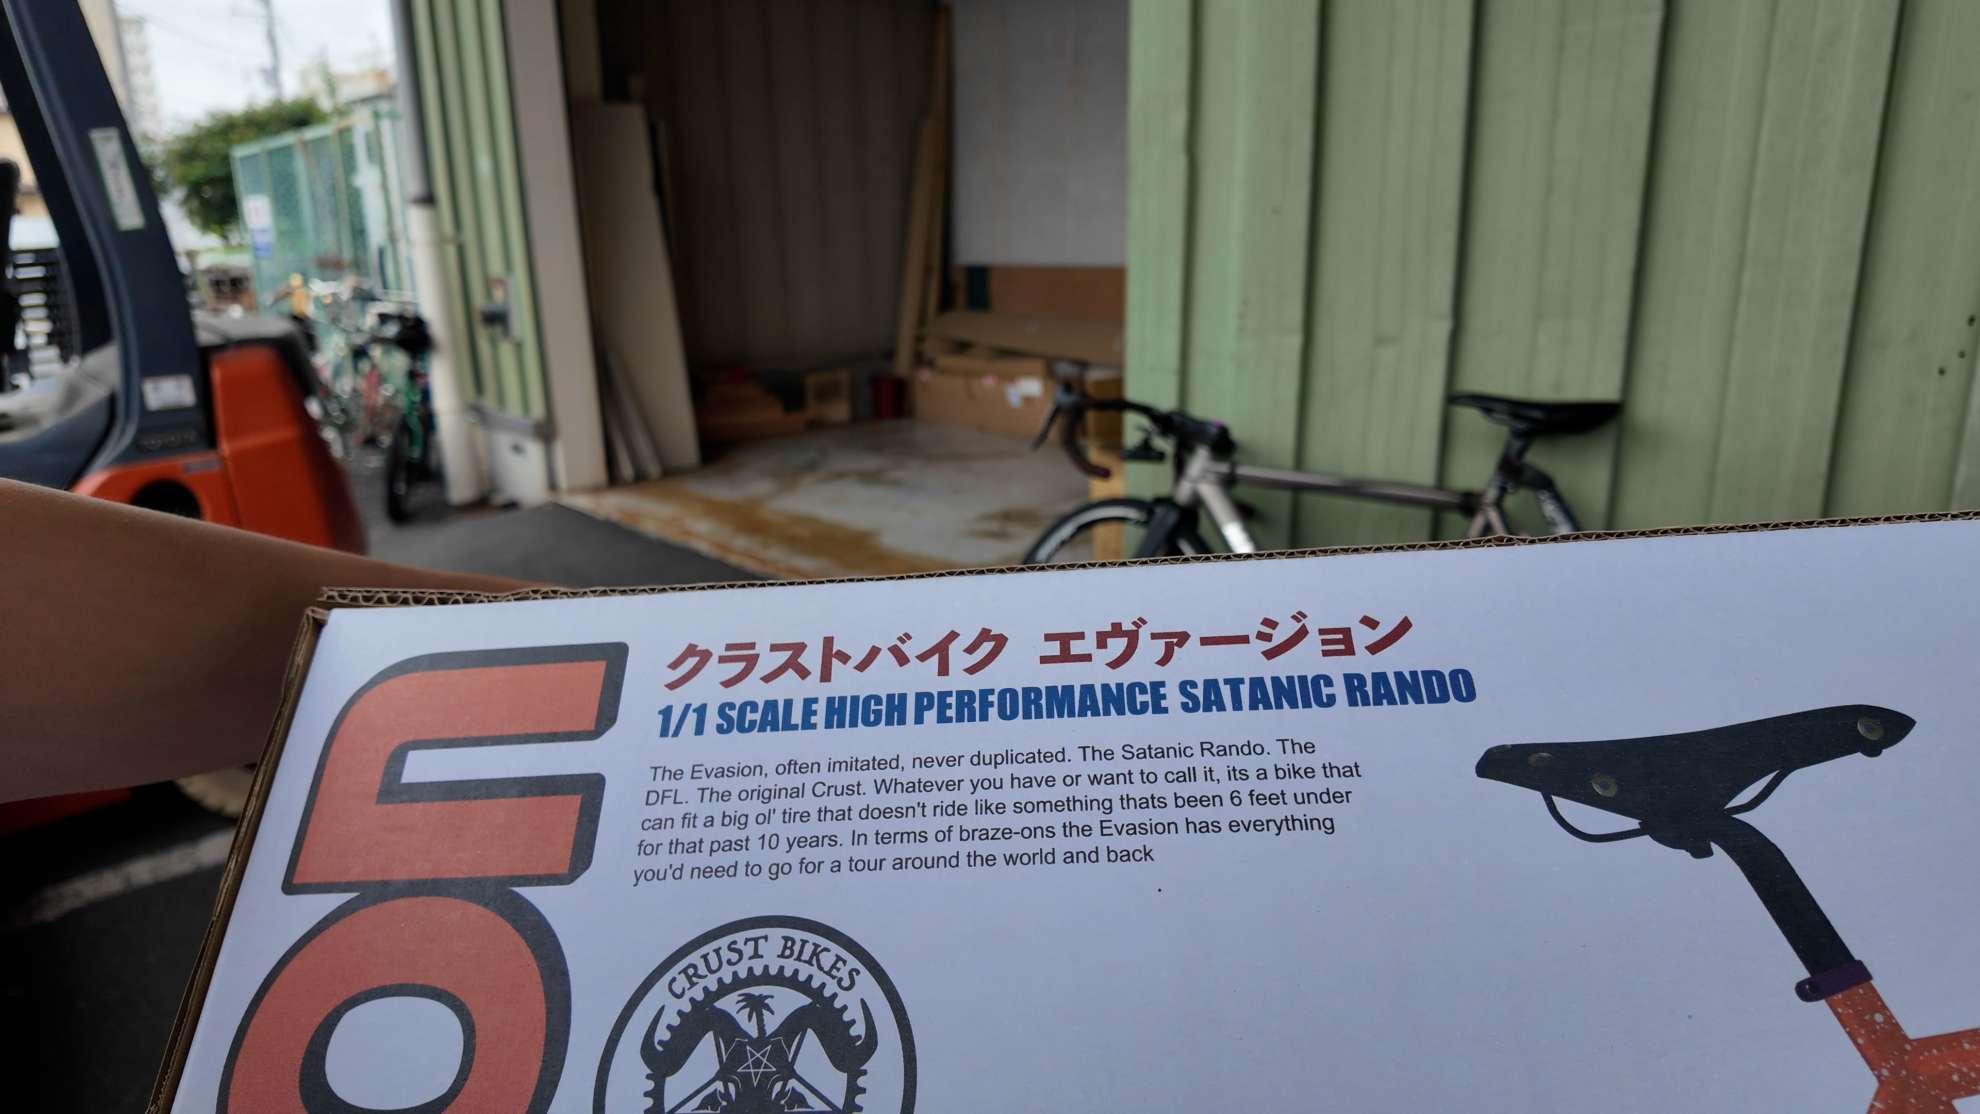 クラストバイク エヴァージョン
1/1 SCALE HIGH PERFORMANCE SATANIC RANDO
The Evasion, often imitated, never duplicated. The Satanic Rando. The
DFL. The original Crust. Whatever you have or want to call it, its a bike that
can fit a big ol' tire that doesn't ride like something thats been 6 feet under
for that past 10 years. In terms of braze-ons the Evasion has everything
you'd need to go for a tour around the world and back
CRUST BIKES